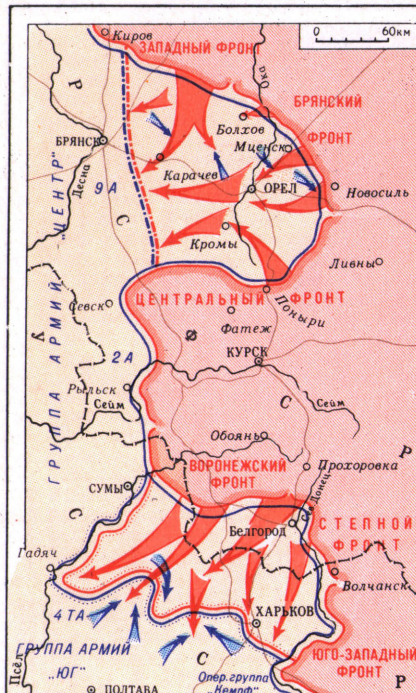 Киров
0 60км
ЗАПАДНЫЙ ФРОНТ
Ока
Р
БРЯНСКИЙ
ФРОНТ
Болхов
Мценск
БРЯНСК
Десна
Карачев
ОРЕЛ
Новосиль
9А
С
Кромы
Ливны
ГРУППА АРМИЙ „ЦЕНТР"
ЦЕНТРАЛЬНЫЙ ФРОНТ
Севск
Поныри
Фатеж
К
2А
КУРСК
Рыльск
Сейм
С
Сейм
Обоянь
ВОРОНЕЖСКИЙ
ФРОНТ
Прохоровка
Р
СУМЫ
Сев. Донец
С
Белгород
СТЕПНОЙ
ФРОНТ
Гадяч
Волчанск
4 ТА
ХАРЬКОВ
ГРУППА АРМИЙ
„ЮГ"
С
ЮГО-ЗАПАДНЫЙ
ФРОНТ
Р
Псёл
Опер. группа
„Кемпф"
ПОЛТАВА